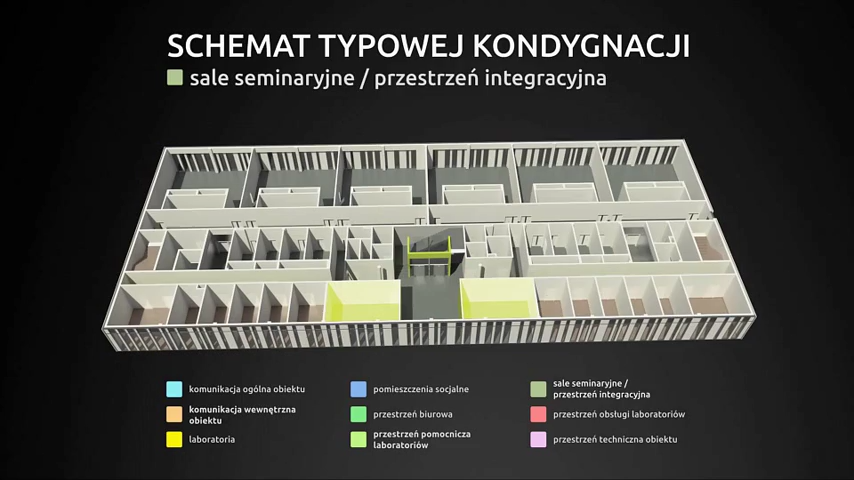 SCHEMAT TYPOWEJ KONDYGNACJI
sale seminaryjne / przestrzeń integracyjna
komunikacja ogólna obiektu
komunikacja wewnętrzna
obiektu
laboratoria
pomieszczenia socjalne
przestrzeń biurowa
przestrzeń pomocnicza
laboratoriów
sale seminaryjne /
przestrzeń integracyjna
przestrzeń obsługi laboratoriów
przestrzeń techniczna obiektu